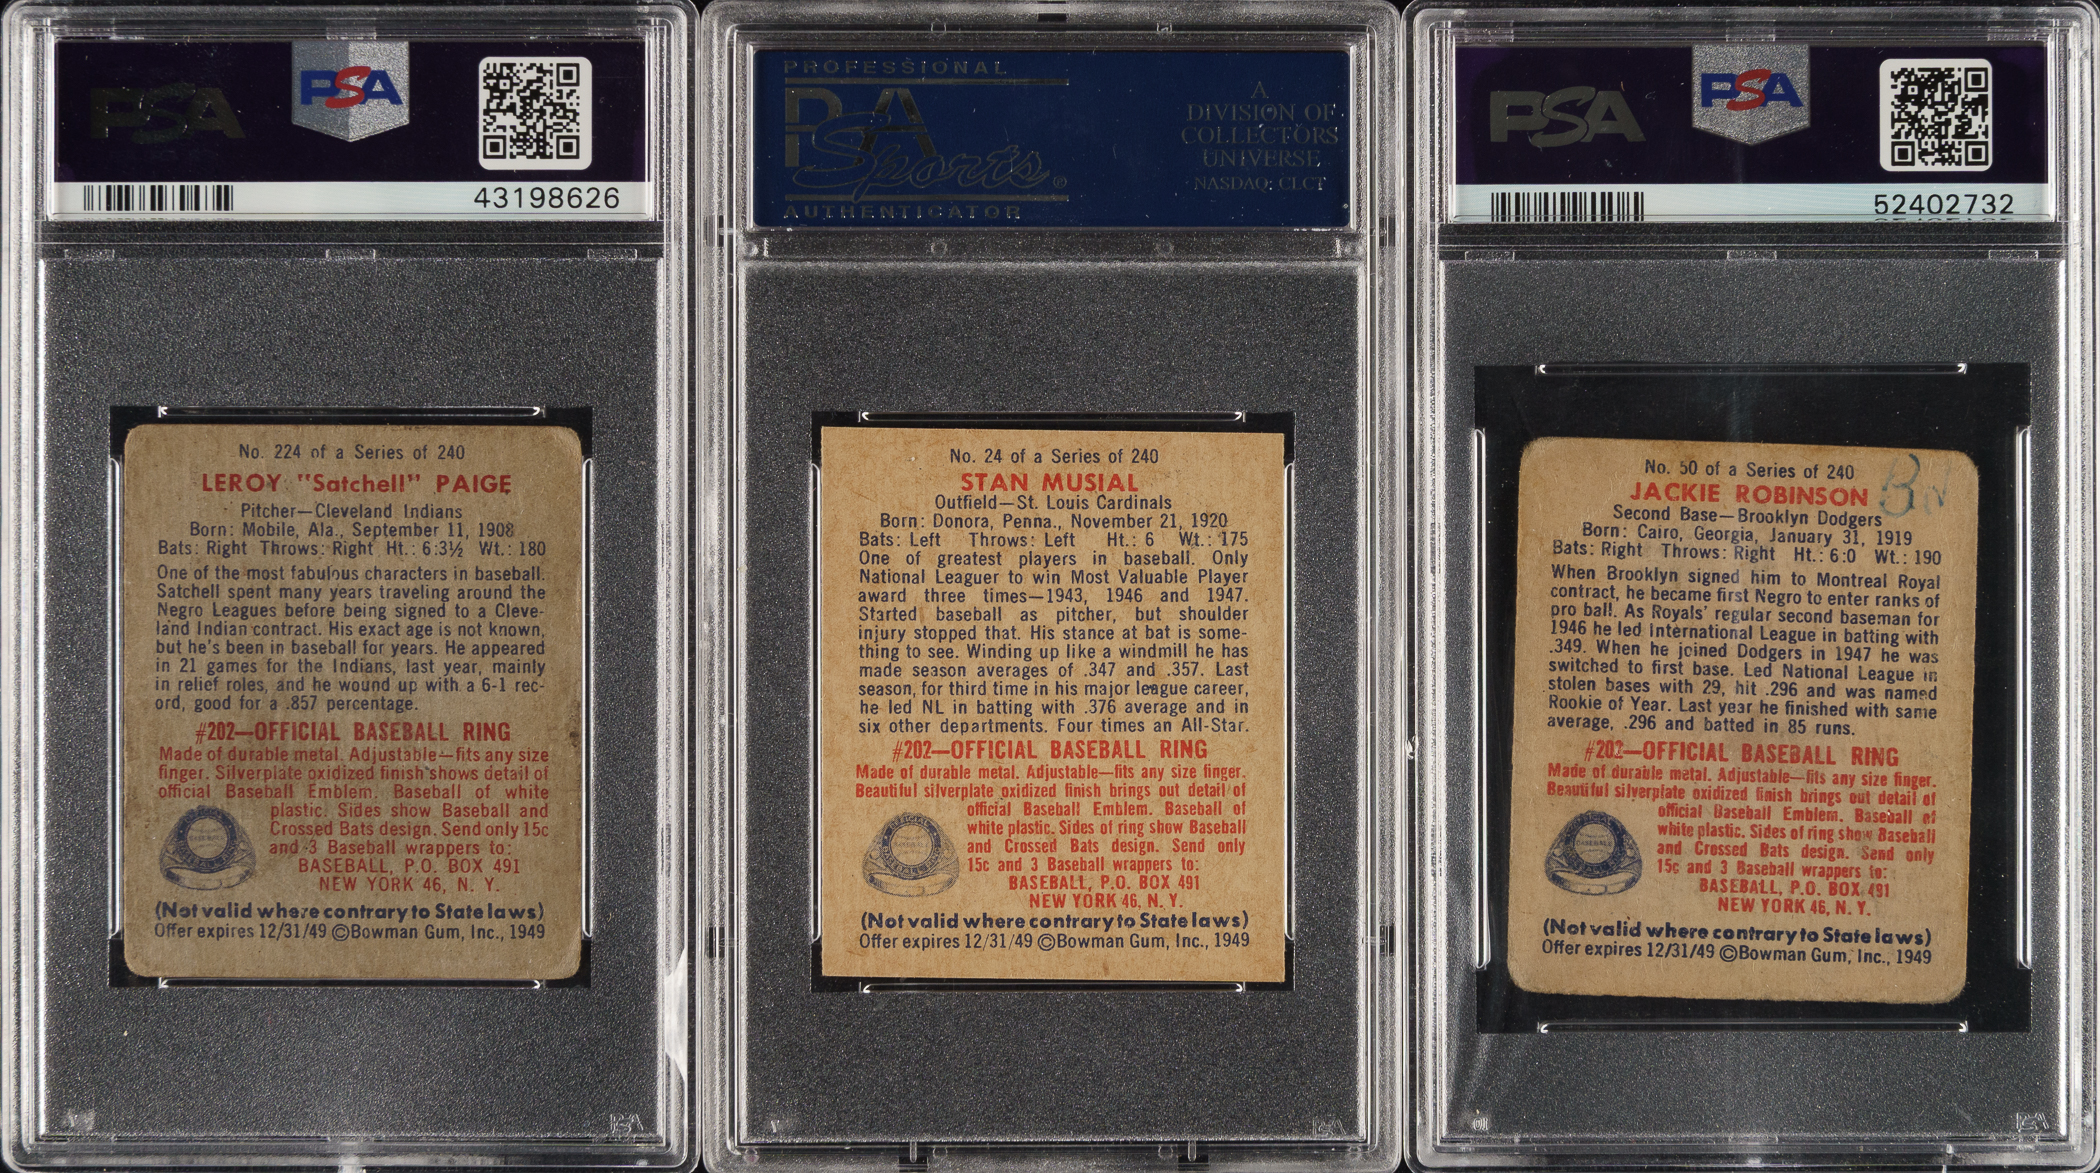 PSA
PSA
43198626
No. 224 of a Series of 240
LEROY "Satchell" PAIGE
Pitcher—Cleveland Indians
Born: Mobile, Ala., September 11, 1908
Bats: Right Throws: Right Ht.: 6:3½ Wt.: 180
One of the most fabulous characters in baseball.
Satchell spent many years traveling around the
Negro Leagues before being signed to a Cleve-
land Indian contract. His exact age is not known,
but he's been in baseball for years. He appeared
in 21 games for the Indians, last year, mainly
in relief roles, and he wound up with a 6-1 rec-
ord, good for a .857 percentage.
#202—OFFICIAL BASEBALL RING
Made of durable metal. Adjustable—fits any size
finger. Silverplate oxidized finish shows detail of
official Baseball Emblem. Baseball of white
plastic. Sides show Baseball and
Crossed Bats design. Send only 15c
and 3 Baseball wrappers to:
BASEBALL, P.O. BOX 491
NEW YORK 46, N. Y.
(Not valid where contrary to State laws)
Offer expires 12/31/49 ©Bowman Gum, Inc., 1949
PSA
PROFESSIONAL
PSA
Sports®
AUTHENTICATOR
A
DIVISION OF
COLLECTORS
UNIVERSE
NASDAQ: CLCT
No. 24 of a Series of 240
STAN MUSIAL
Outfield—St. Louis Cardinals
Born: Donora, Penna., November 21, 1920
Bats: Left Throws: Left Ht.: 6 Wt.: 175
One of greatest players in baseball. Only
National Leaguer to win Most Valuable Player
award three times—1943, 1946 and 1947.
Started baseball as pitcher, but shoulder
injury stopped that. His stance at bat is some-
thing to see. Winding up like a windmill he has
made season averages of .347 and .357. Last
season, for third time in his major league career,
he led NL in batting with .376 average and in
six other departments. Four times an All-Star.
#202—OFFICIAL BASEBALL RING
Made of durable metal. Adjustable—fits any size finger.
Beautiful silverplate oxidized finish brings out detail of
official Baseball Emblem. Baseball of
white plastic. Sides of ring show Baseball
and Crossed Bats design. Send only
15c and 3 Baseball wrappers to:
BASEBALL, P.O. BOX 491
NEW YORK 46, N. Y.
(Not valid where contrary to State laws)
Offer expires 12/31/49 ©Bowman Gum, Inc., 1949
PSA
PSA
PSA
52402732
No. 50 of a Series of 240
JACKIE ROBINSON
Second Base—Brooklyn Dodgers
Born: Cairo, Georgia, January 31, 1919
Bats: Right Throws: Right Ht.: 6:0 Wt.: 190
When Brooklyn signed him to Montreal Royal
contract, he became first Negro to enter ranks of
pro ball. As Royals' regular second baseman for
1946 he led International League in batting with
.349. When he joined Dodgers in 1947 he was
switched to first base. Led National League in
stolen bases with 29, hit .296 and was named
Rookie of Year. Last year he finished with same
average, .296 and batted in 85 runs.
#202—OFFICIAL BASEBALL RING
Made of durable metal. Adjustable—fits any size finger.
Beautiful silverplate oxidized finish brings out detail of
official Baseball Emblem. Baseball of
white plastic. Sides of ring show Baseball
and Crossed Bats design. Send only
15c and 3 Baseball wrappers to:
BASEBALL, P.O. BOX 491
NEW YORK 46, N. Y.
(Not valid where contrary to State laws)
Offer expires 12/31/49 ©Bowman Gum, Inc., 1949
PSA